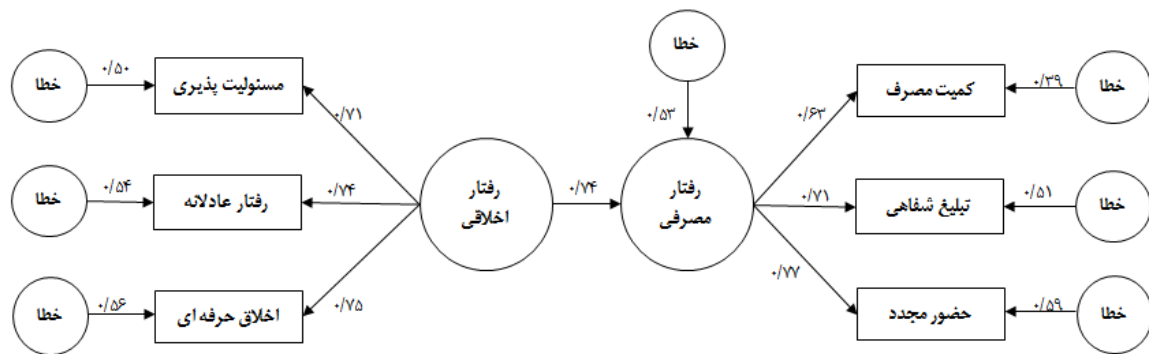 خطا
خطا
۰/۵۰
مسئولیت پذیری
۰/۷۱
۰/۵۳
۰/۶۳
کمیت مصرف
۰/۳۹
خطا
خطا
۰/۵۴
رفتار عادلانه
۰/۷۴
رفتار
اخلاقی
۰/۷۴
رفتار
مصرفی
۰/۷۱
تبلیغ شفاهی
۰/۵۱
خطا
خطا
۰/۵۶
اخلاق حرفه ای
۰/۷۵
۰/۷۷
حضور مجدد
۰/۵۹
خطا